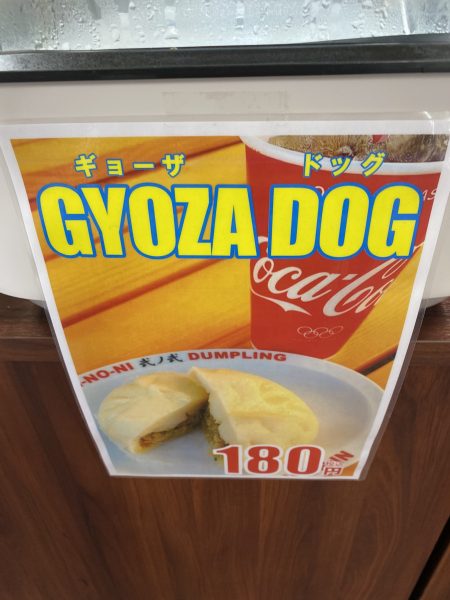 ギョーザ ドッグ
GYOZA DOG
Coca-Co
-NO-NI 弐ノ弐 DUMPLING
180円